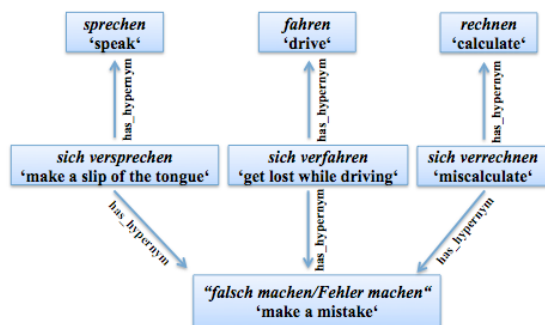 sprechen
‘speak‘
fahren
‘drive‘
rechnen
‘calculate‘
has_hypernym
has_hypernym
has_hypernym
sich versprechen
‘make a slip of the tongue‘
sich verfahren
‘get lost while driving‘
sich verrechnen
‘miscalculate‘
has_hypernym
has_hypernym
has_hypernym
“falsch machen/Fehler machen“
‘make a mistake‘